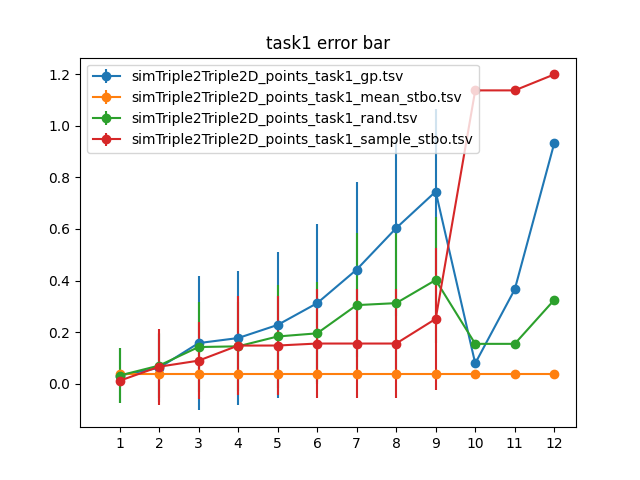 task1 error bar
simTriple2Triple2D_points_task1_gp.tsv
simTriple2Triple2D_points_task1_mean_stbo.tsv
simTriple2Triple2D_points_task1_rand.tsv
simTriple2Triple2D_points_task1_sample_stbo.tsv
1.2
1.0
0.8
0.6
0.4
0.2
0.0
1 2 3 4 5 6 7 8 9 10 11 12